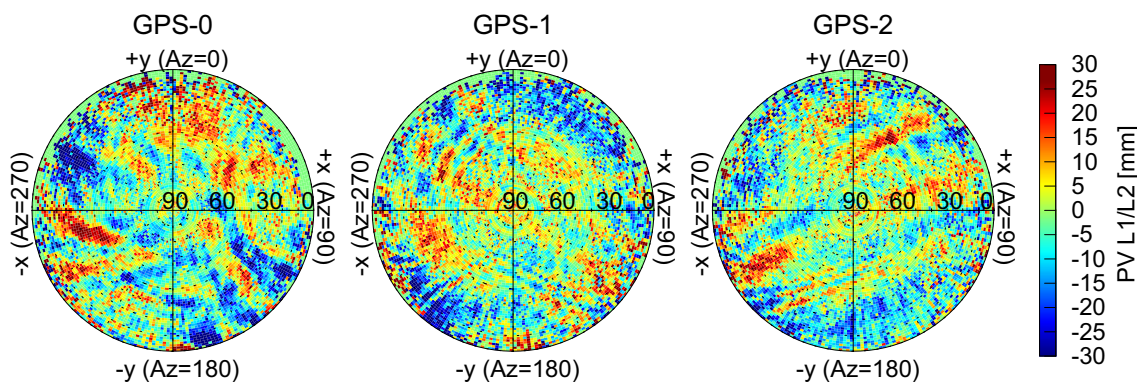 GPS-0 GPS-1 GPS-2
+y (Az=0) +y (Az=0) +y (Az=0)
-x (Az=270) 90 60 30 0 +x (Az=90)
-x (Az=270) 90 60 30 0 +x (Az=90)
-x (Az=270) 90 60 30 0 +x (Az=90)
-y (Az=180) -y (Az=180) -y (Az=180)
30
25
20
15
10
5
0
-5
-10
-15
-20
-25
-30
PV L1/L2 [mm]